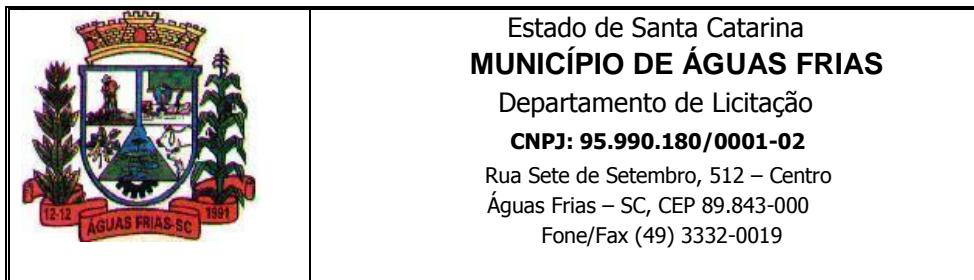 Estado de Santa Catarina
MUNICÍPIO DE ÁGUAS FRIAS
Departamento de Licitação
CNPJ: 95.990.180/0001-02
Rua Sete de Setembro, 512 – Centro
Águas Frias – SC, CEP 89.843-000
Fone/Fax (49) 3332-0019
12-12
ÁGUAS FRIAS-SC
1991